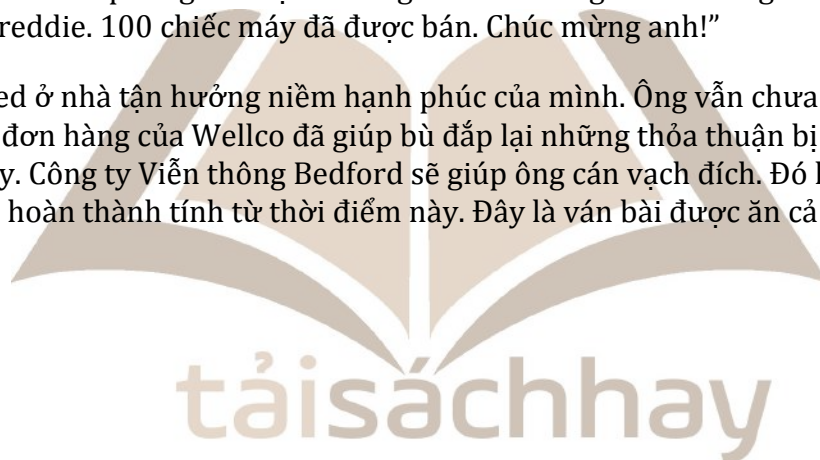 reddie. 100 chiếc máy đã được bán. Chúc mừng anh!”
ed ở nhà tận hưởng niềm hạnh phúc của mình. Ông vẫn chưa
đơn hàng của Wellco đã giúp bù đắp lại những thỏa thuận bị
y. Công ty Viễn thông Bedford sẽ giúp ông cán vạch đích. Đó
hoàn thành tính từ thời điểm này. Đây là ván bài được ăn cả
tảisáchhay